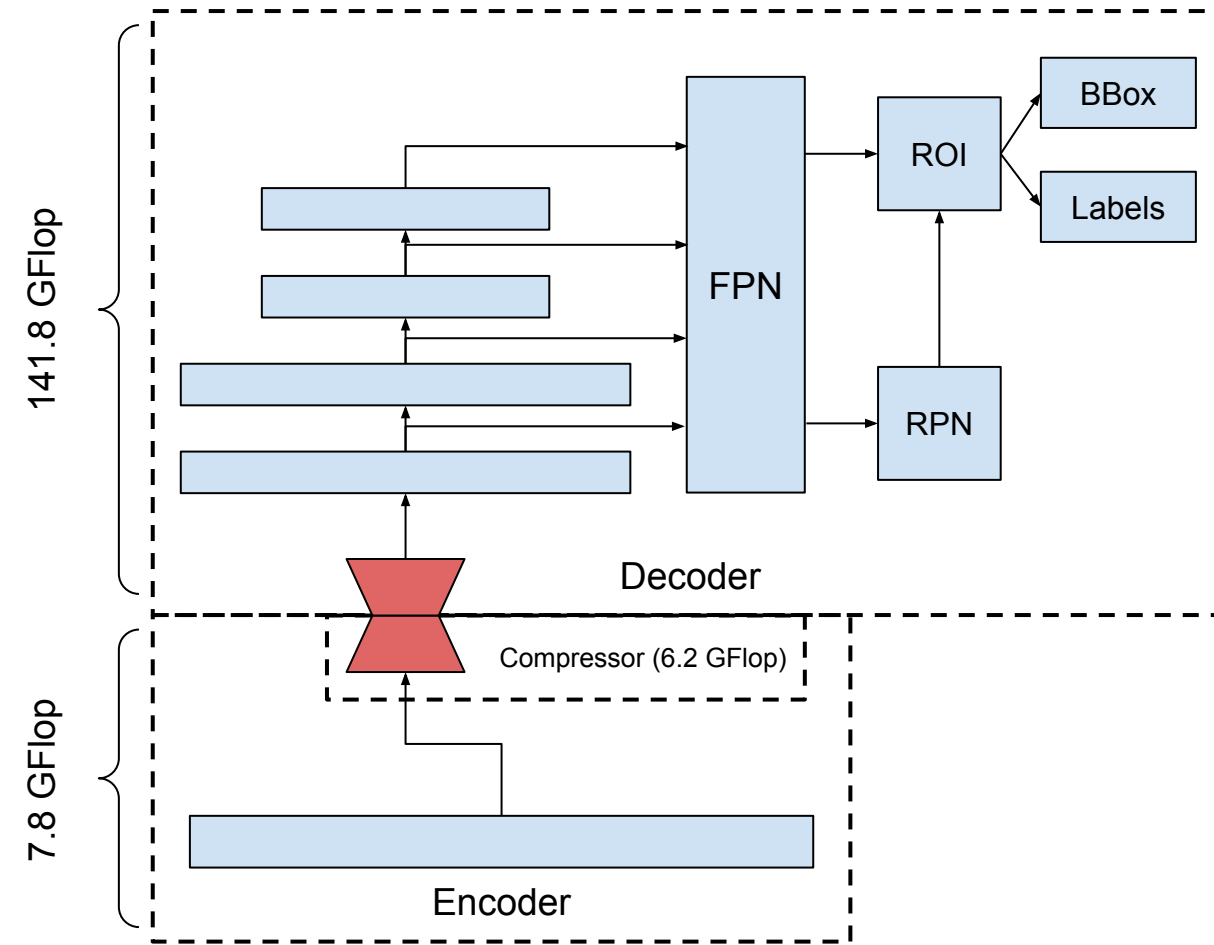 141.8 GFlop
BBox
ROI
Labels
FPN
RPN
Decoder
Compressor (6.2 GFlop)
7.8 GFlop
Encoder